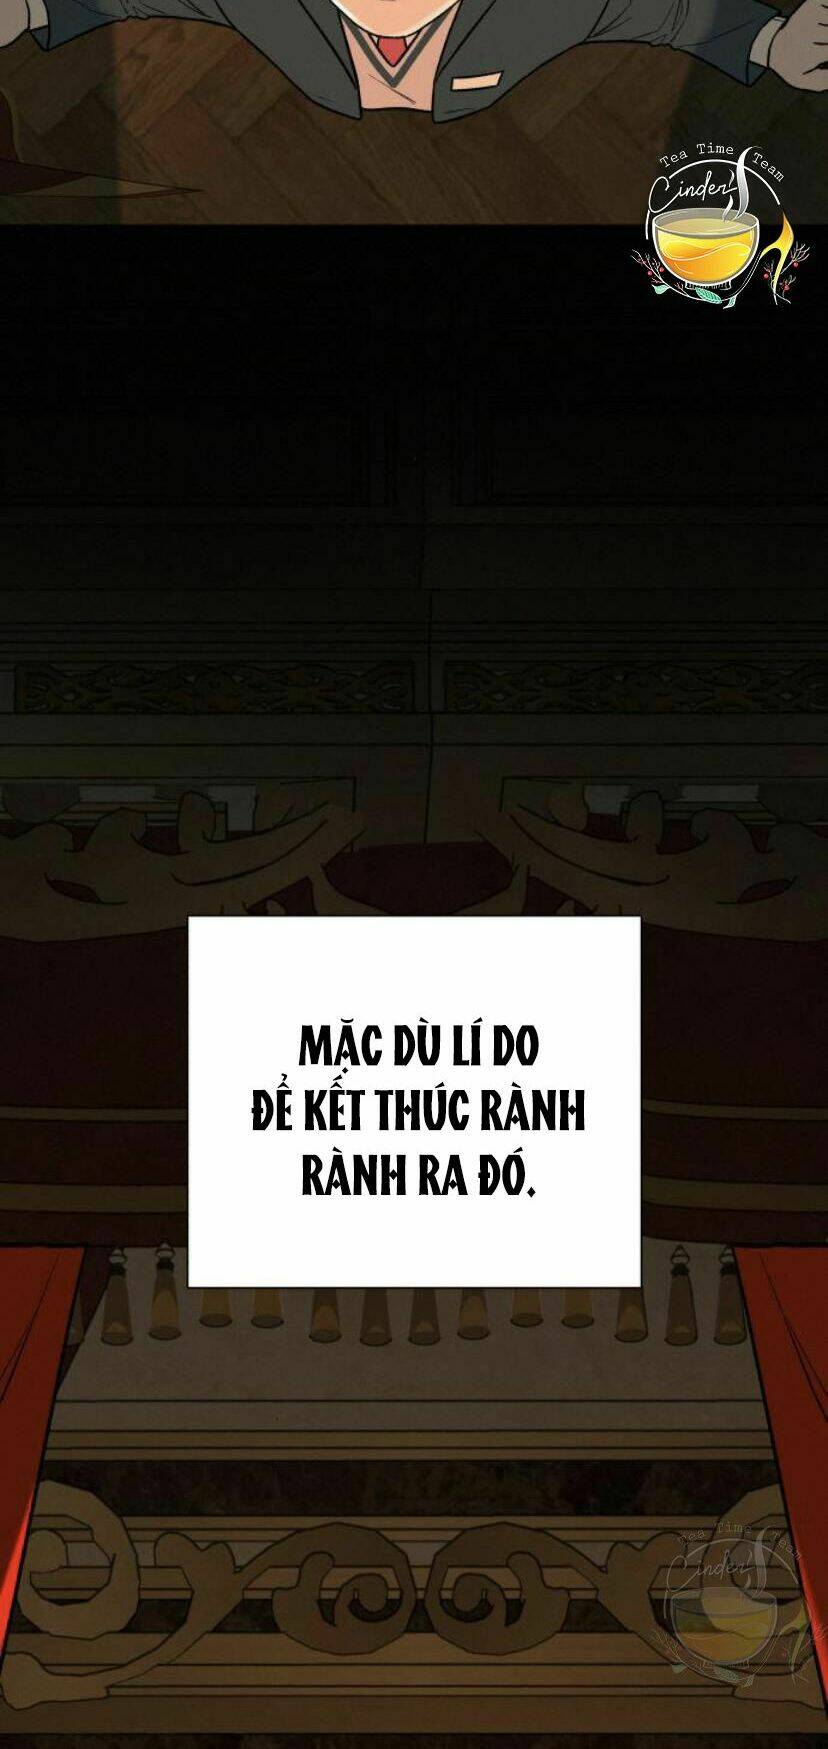 Tea Time Team
Cinder's
MẶC DÙ LÍ DO
ĐỂ KẾT THÚC RÀNH
RÀNH RA ĐÓ.
Tea Time Team
Cinder's